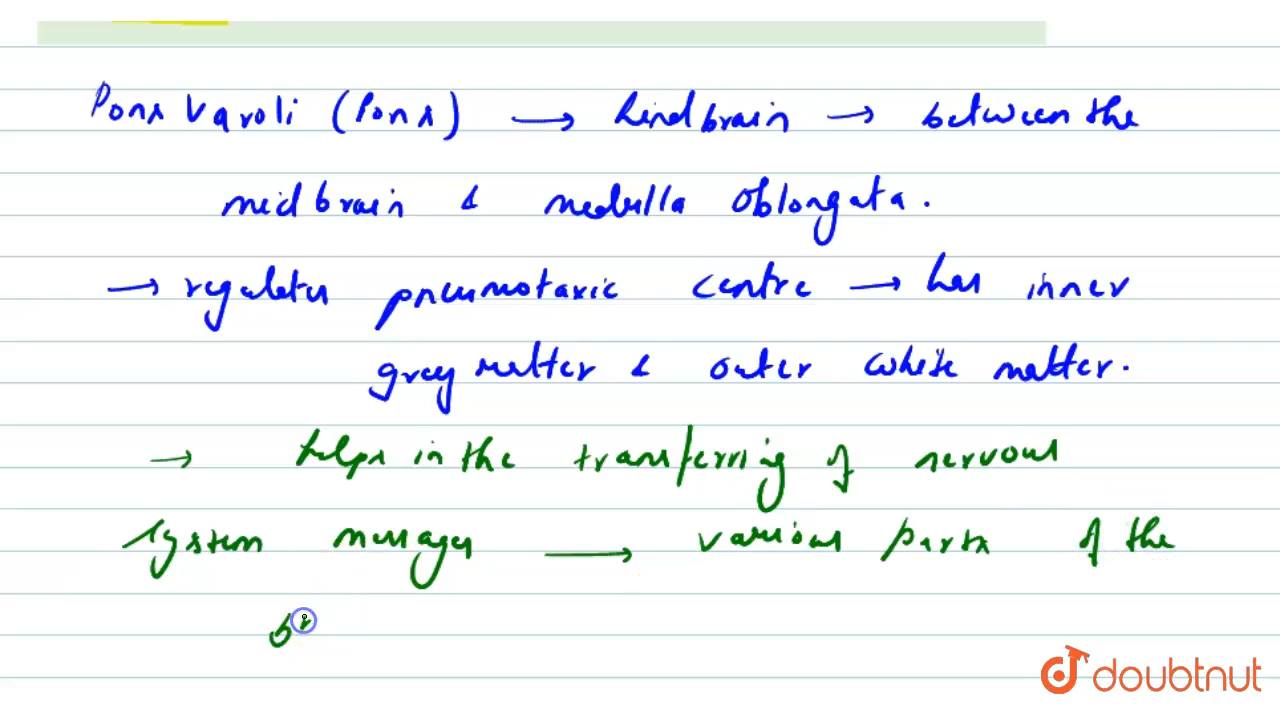 Pons Varoli (Pons) → hindbrain → between the
midbrain & medulla oblongata.
→ regulates pneumotaxic centre → has inner
grey matter & outer white matter.
→ helps in the transferring of nervous
system messages → various parts of the
br
doubtnut